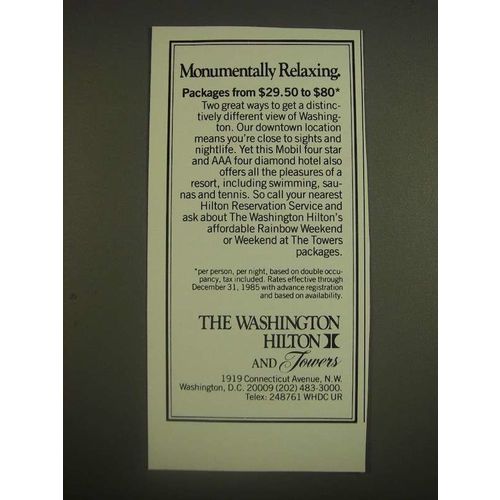 Monumentally Relaxing.
Packages from $29.50 to $80*
Two great ways to get a distinc-
tively different view of Washing-
ton. Our downtown location
means you're close to sights and
nightlife. Yet this Mobil four star
and AAA four diamond hotel also
offers all the pleasures of a
resort, including swimming, sau-
nas and tennis. So call your nearest
Hilton Reservation Service and
ask about The Washington Hilton's
affordable Rainbow Weekend
or Weekend at The Towers
packages.
*per person, per night, based on double occu-
pancy, tax included. Rates effective through
December 31, 1985 with advance registration
and based on availability.
THE WASHINGTON
HILTON
AND Towers
1919 Connecticut Avenue, N.W.
Washington, D.C. 20009 (202) 483-3000.
Telex: 248761 WHDC UR